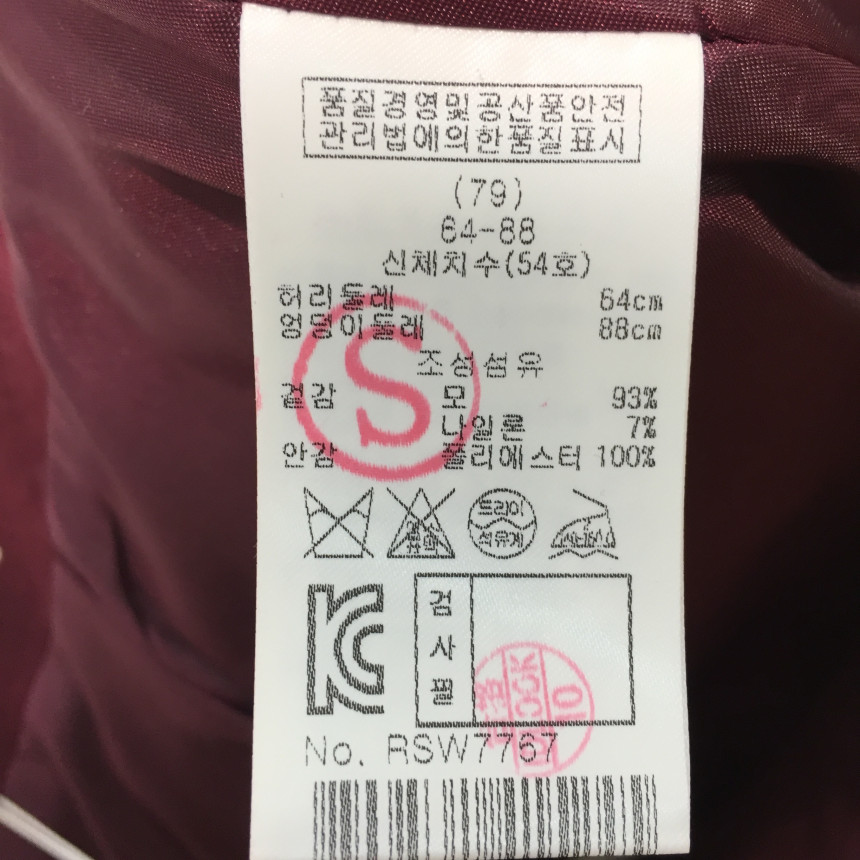 품질경영및공산품안전
관리법에의한품질표시
(79)
64-88
신체치수(54호)
허리둘레 64cm
엉덩이둘레 88cm
S
조성섬유
겉감 모 93%
나일론 7%
안감 폴리에스터 100%
드라이
석유계
검
사
필
10
No. RSW7767